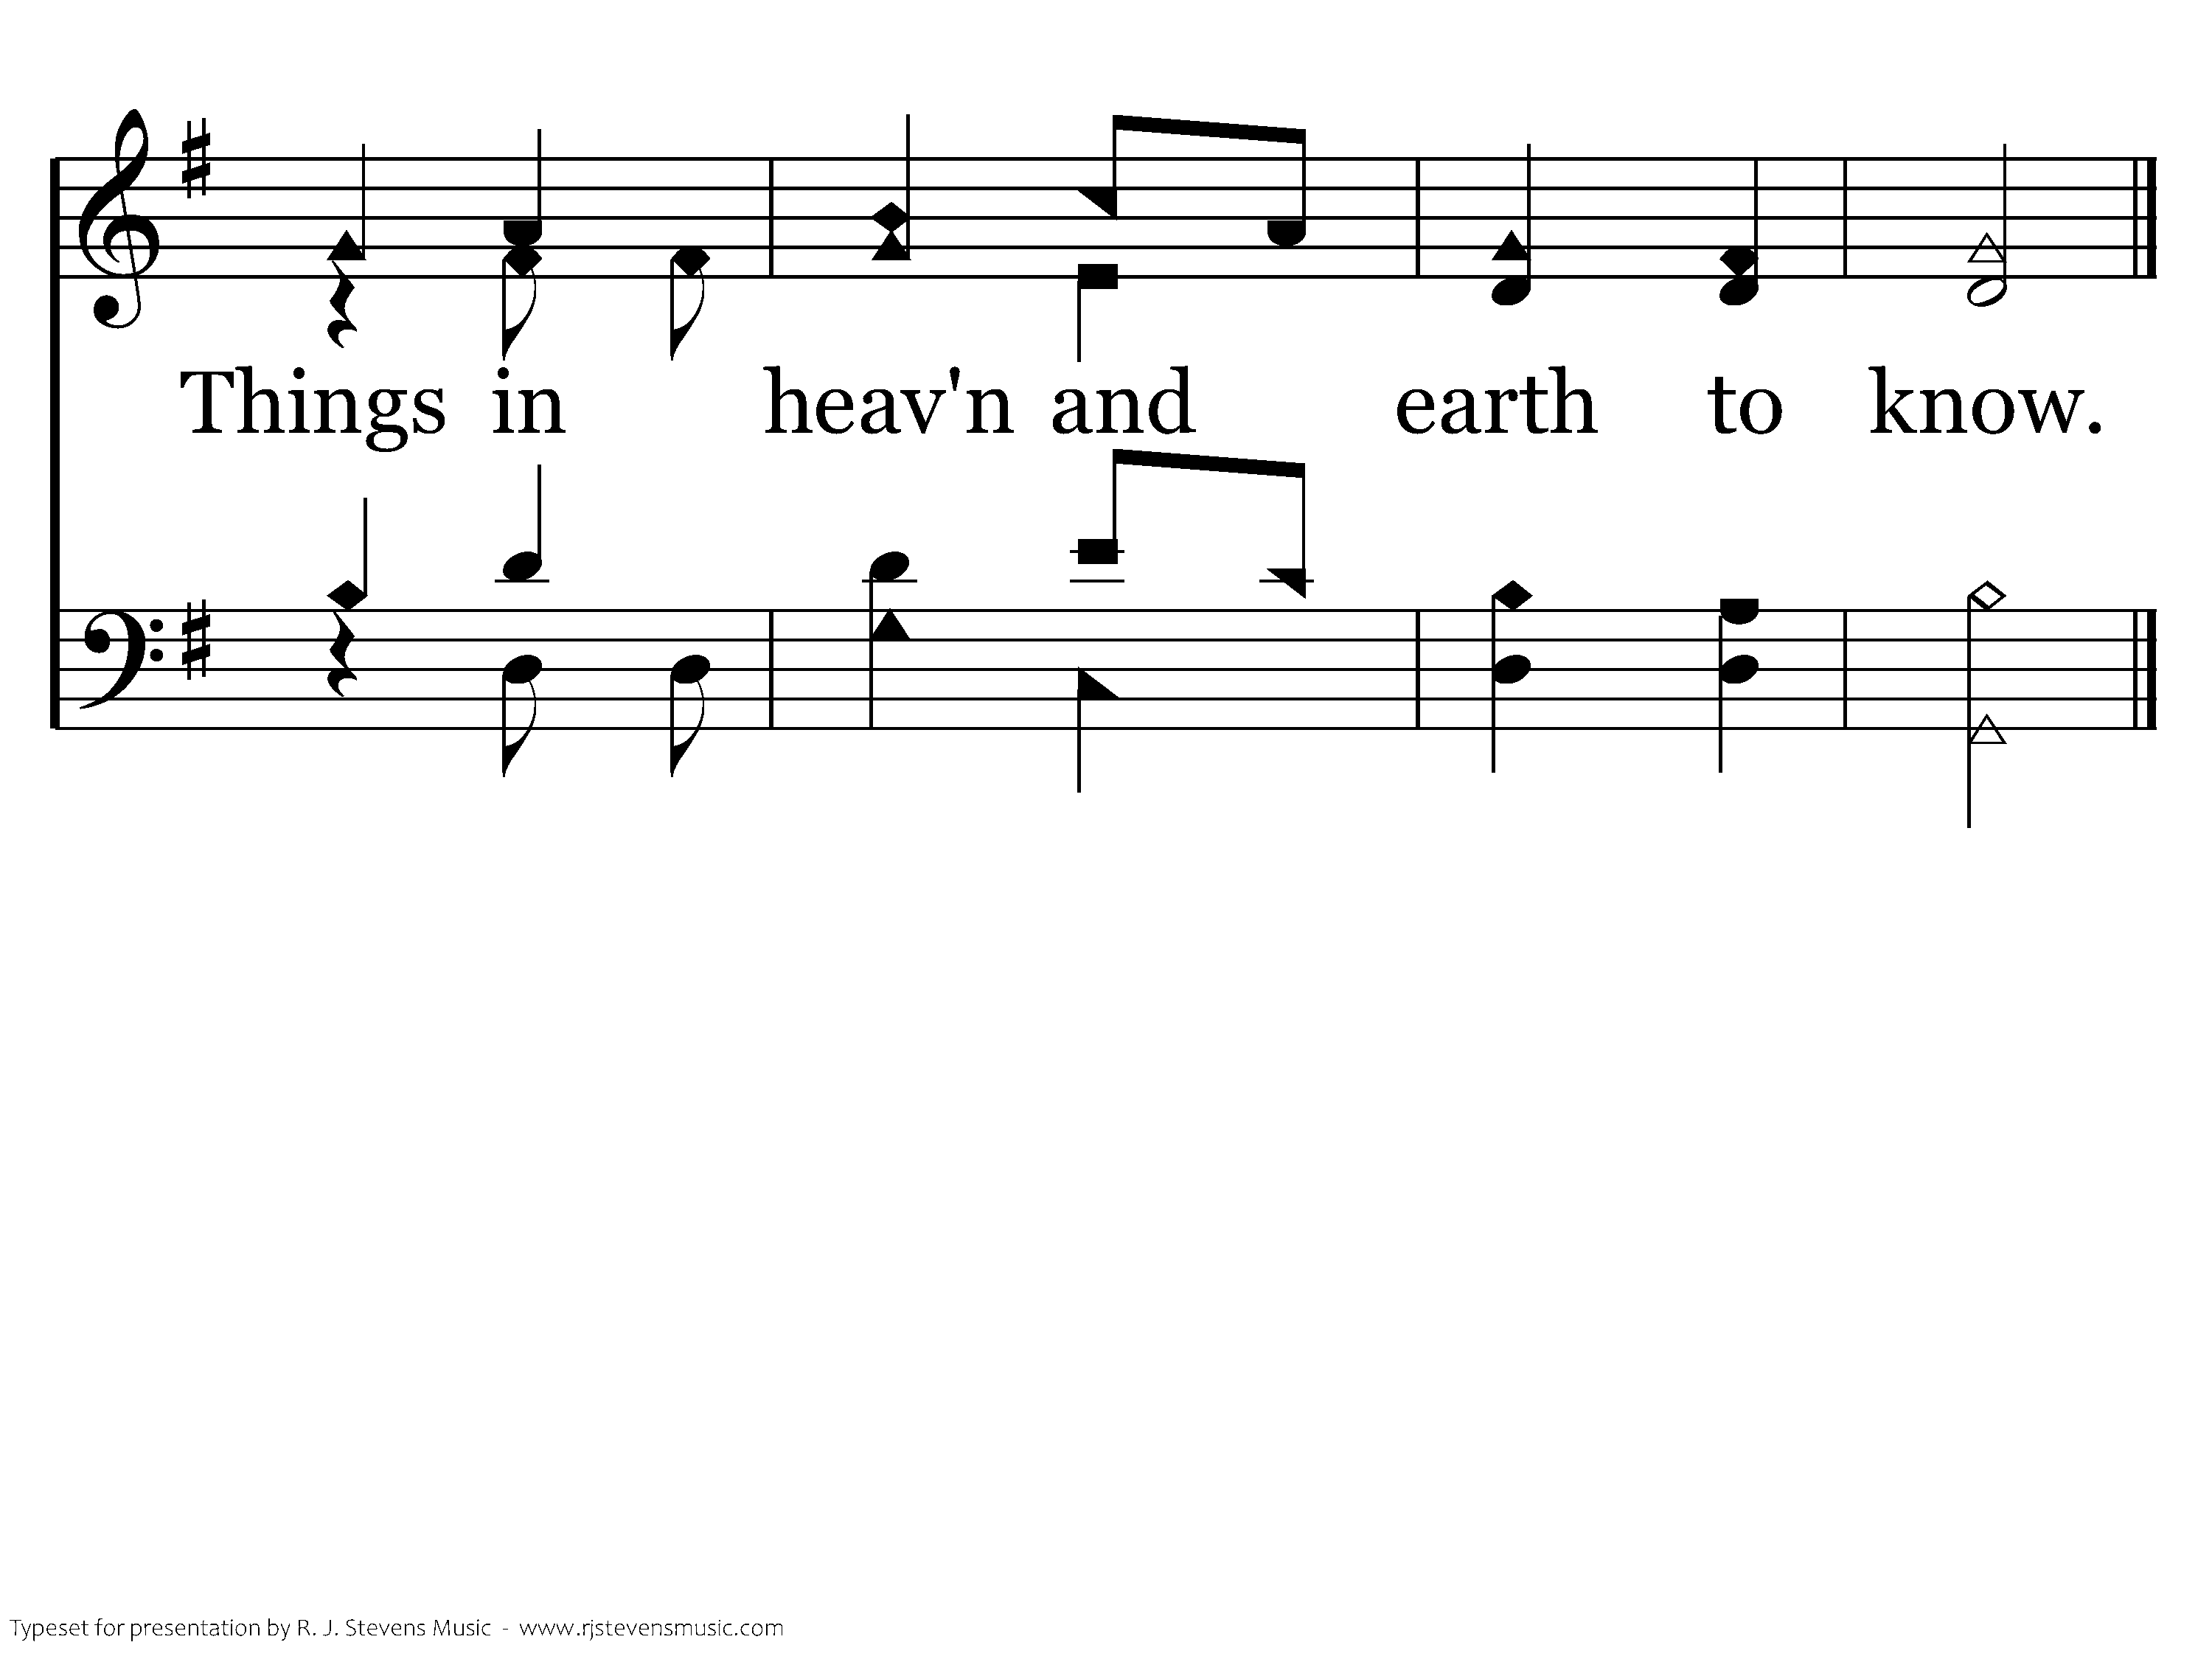 Things in heav'n and earth to know.
Typeset for presentation by R. J. Stevens Music - www.rjstevensmusic.com